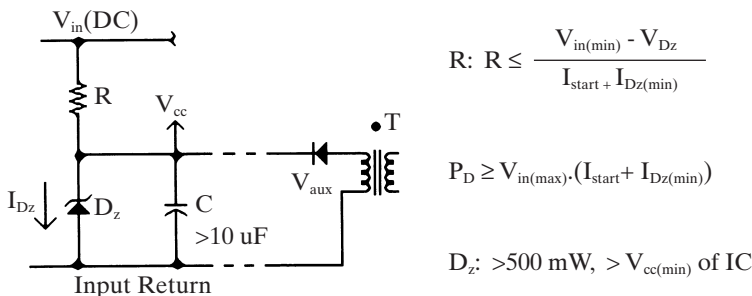 V_in(DC)
R
V_cc
T
V_aux
I_Dz
D_z
C
>10 uF
Input Return
R: R ≤ (V_in(min) - V_Dz) / (I_start + I_Dz(min))
P_D ≥ V_in(max).(I_start+ I_Dz(min))
D_z: >500 mW, > V_cc(min) of IC